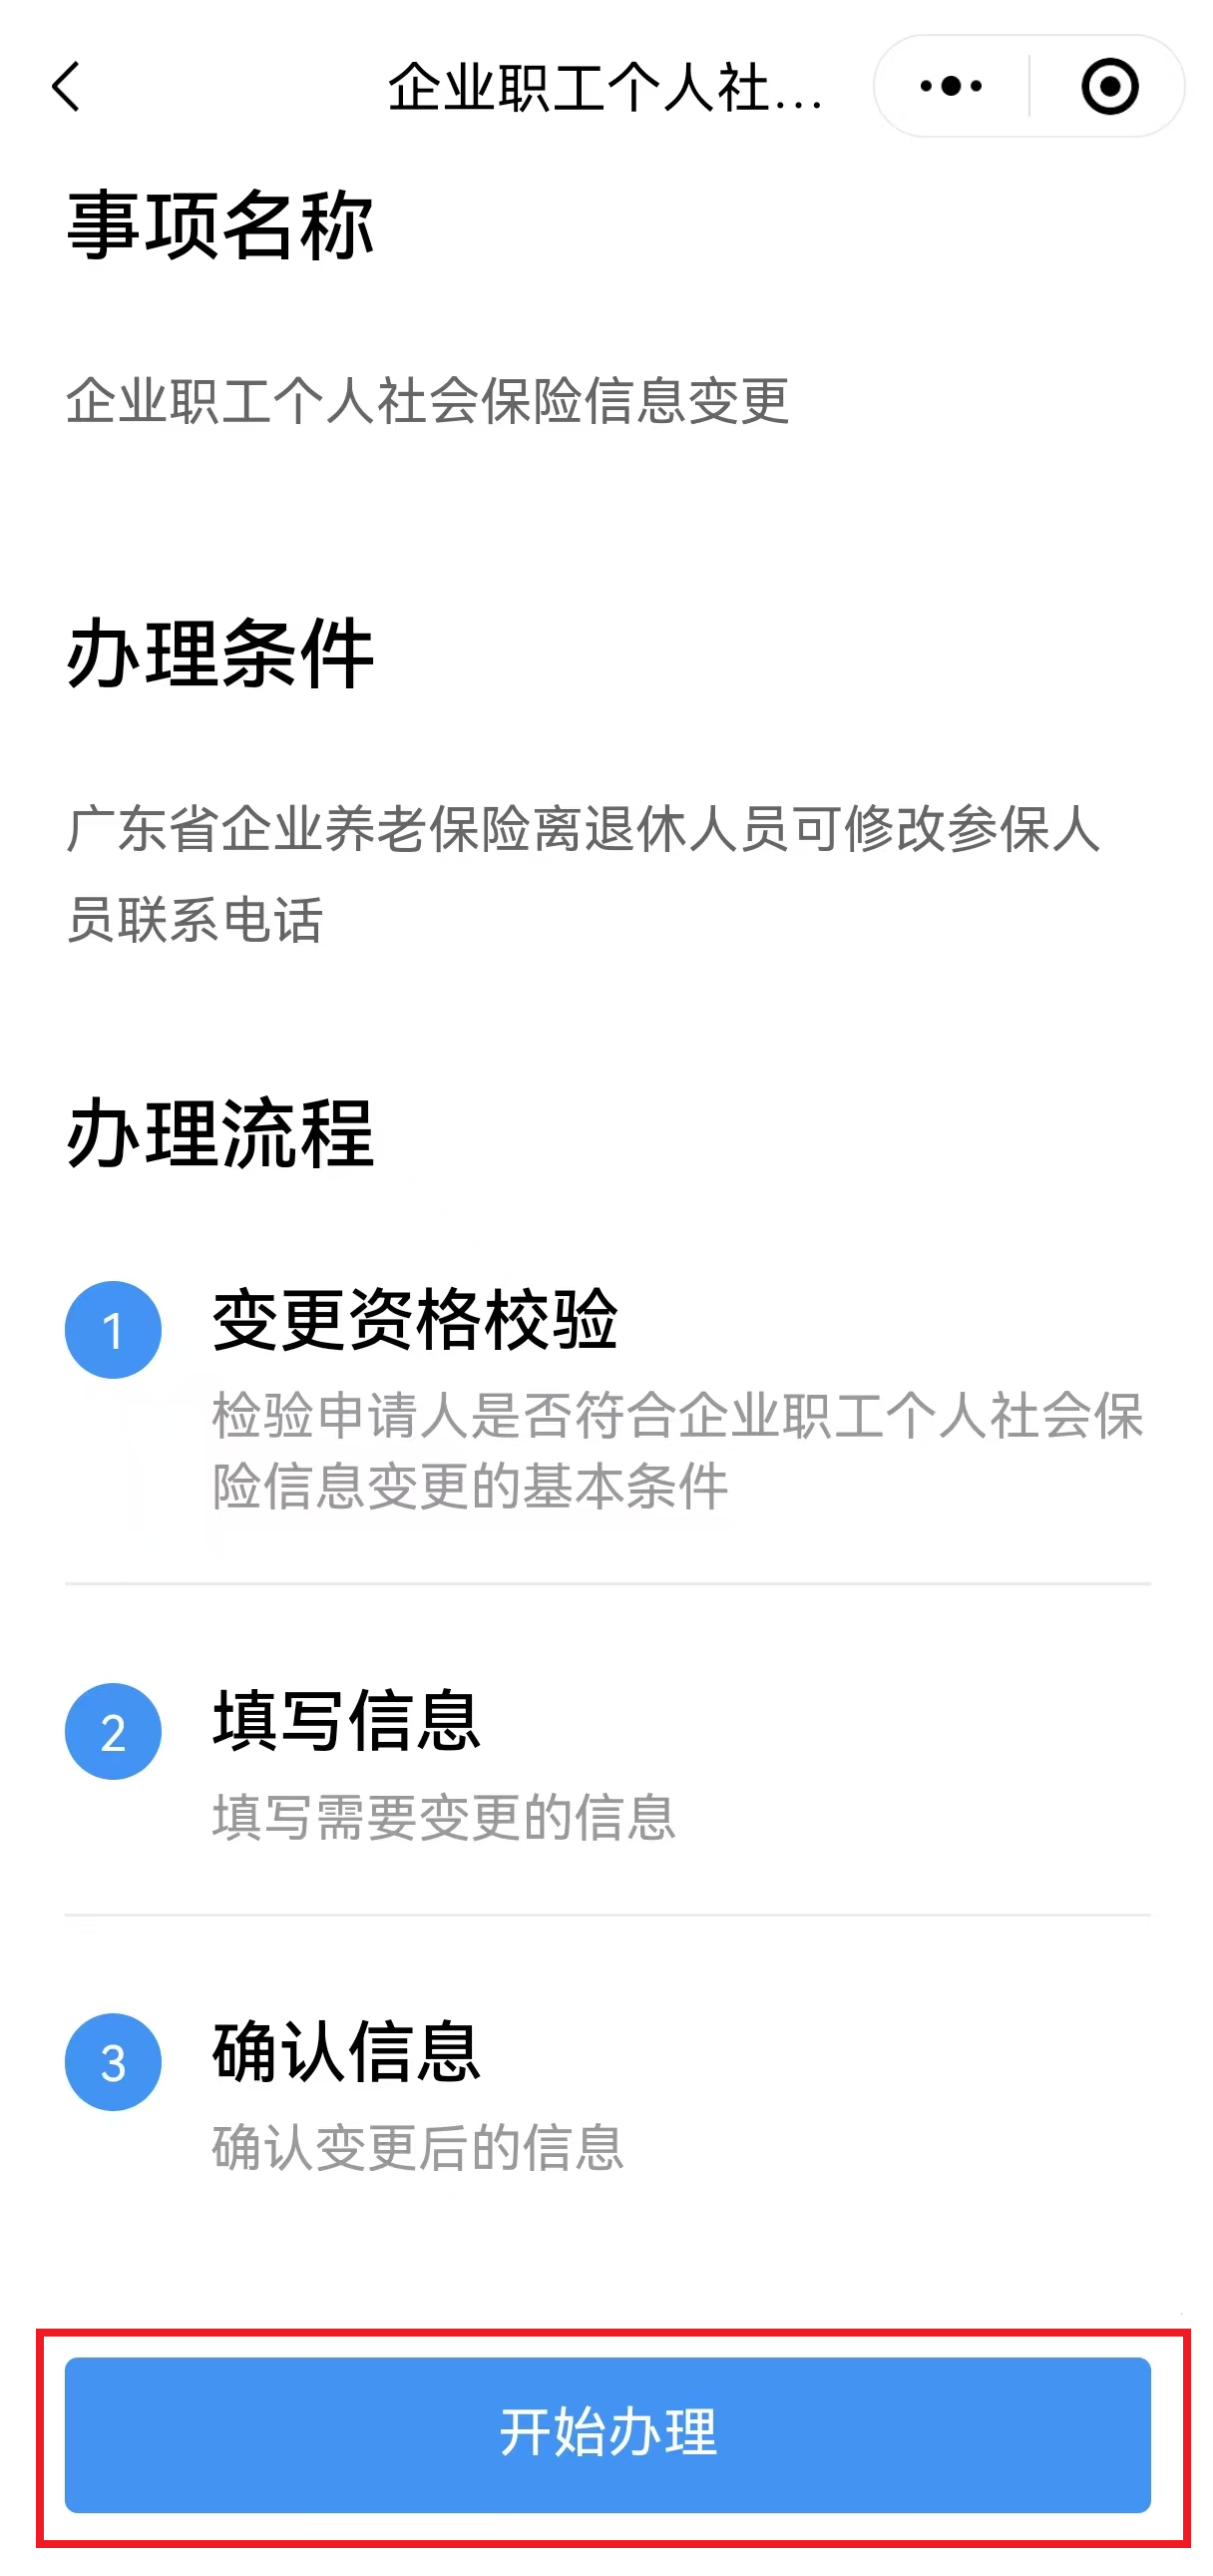 企业职工个人社...
事项名称
企业职工个人社会保险信息变更
办理条件
广东省企业养老保险离退休人员可修改参保人
员联系电话
办理流程
1
变更资格校验
检验申请人是否符合企业职工个人社会保
险信息变更的基本条件
2
填写信息
填写需要变更的信息
3
确认信息
确认变更后的信息
开始办理